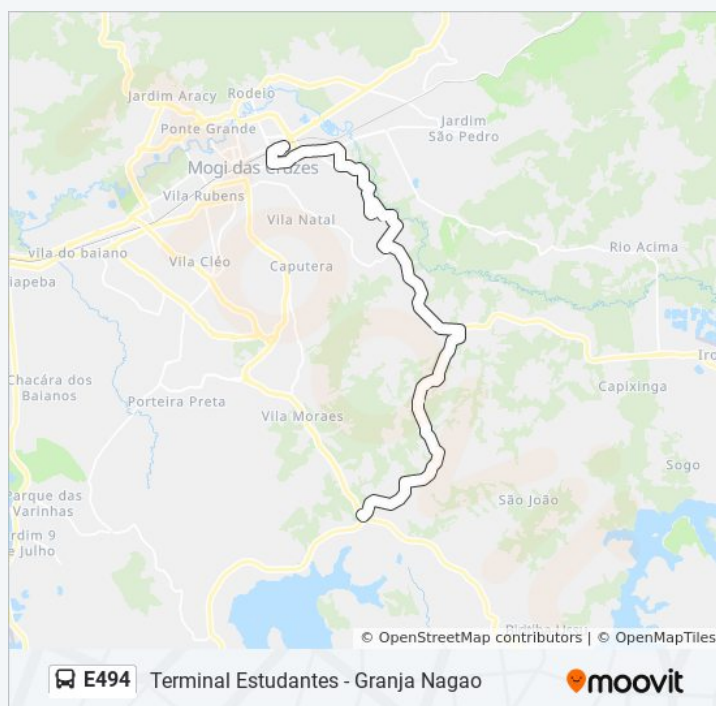 Jardim Aracy
Rodeio
Ponte Grande
Jardim
São Pedro
Mogi das Cruzes
Vila Rubens
Vila Natal
Rio Acima
vila do baiano
Vila Cléo
Caputera
iapeba
Iro
Chacára dos
Baianos
Capixinga
Porteira Preta
Vila Moraes
Sogo
Parque das
Varinhas
São João
rdim 9
e Julho
© OpenStreetMap contributors | © OpenMapTiles
E494
Terminal Estudantes - Granja Nagao
moovit